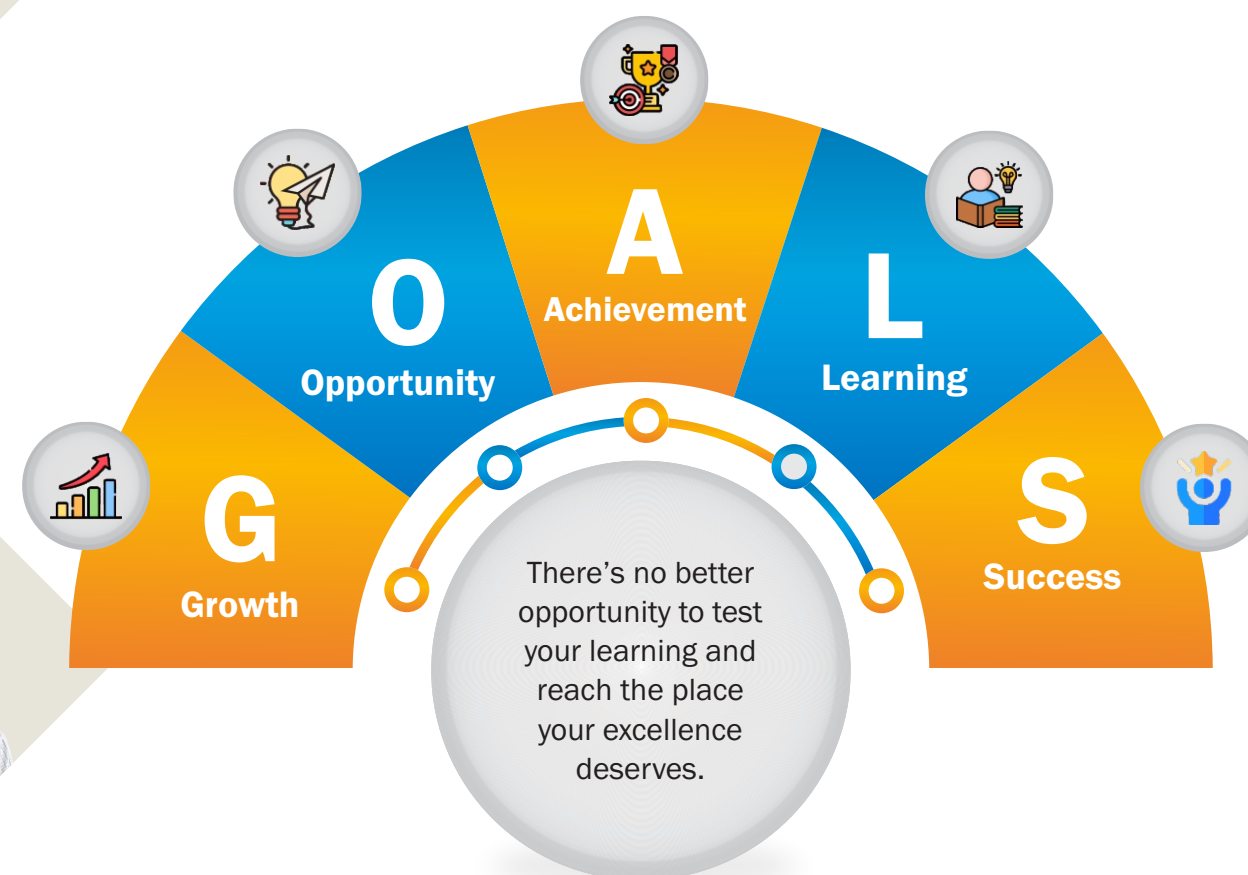 G
Growth
O
Opportunity
A
Achievement
L
Learning
S
Success
There’s no better
opportunity to test
your learning and
reach the place
your excellence
deserves.